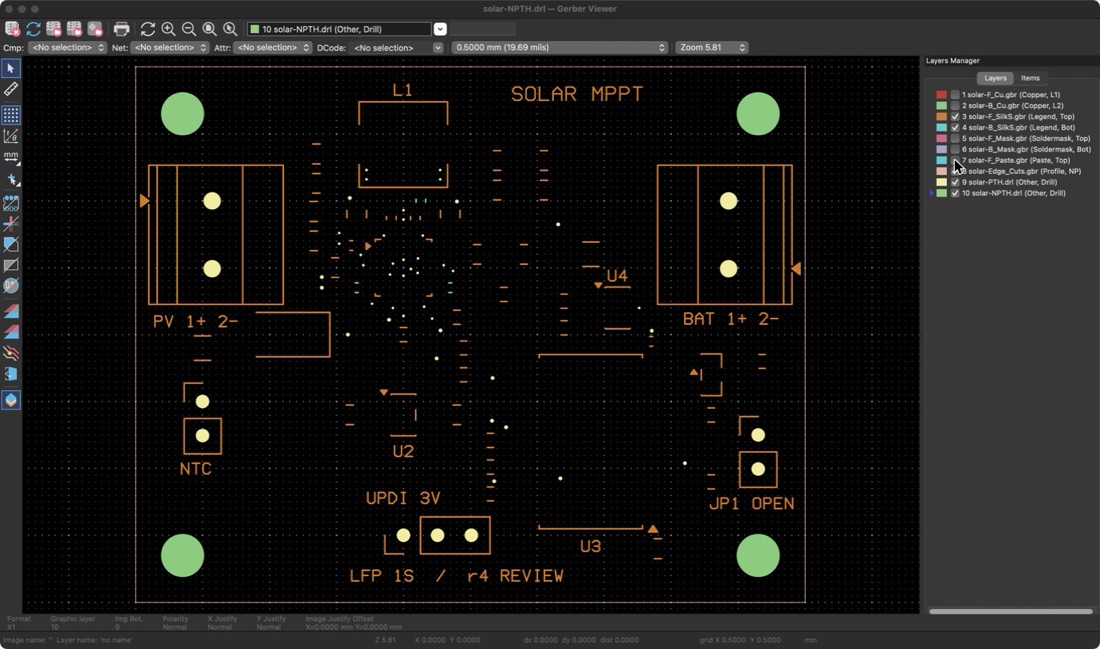 solar-NPTH.drl — Gerber Viewer
10 solar-NPTH.drl (Other, Drill)
Cmp: <No selection> Net: <No selection> Attr: <No selection> DCode: <No selection> 0.5000 mm (19.69 mils) Zoom 5.81
Layers Manager
Layers Items
1 solar-F_Cu.gbr (Copper, L1)
2 solar-B_Cu.gbr (Copper, L2)
3 solar-F_SilkS.gbr (Legend, Top)
4 solar-B_SilkS.gbr (Legend, Bot)
5 solar-F_Mask.gbr (Soldermask, Top)
6 solar-B_Mask.gbr (Soldermask, Bot)
7 solar-F_Paste.gbr (Paste, Top)
solar-Edge_Cuts.gbr (Profile, NP)
9 solar-PTH.drl (Other, Drill)
10 solar-NPTH.drl (Other, Drill)
mm
L1
SOLAR MPPT
U4
PV 1+ 2-
BAT 1+ 2-
U2
NTC
UPDI 3V
JP1 OPEN
U3
LFP 1S / r4 REVIEW
Format Graphic layer Img Rot. Polarity X Justify Y Justify Image Justify Offset
X1 10 0 Normal Normal Normal X=0.0000 mm Y=0.0000 mm
Image name: '' Layer name: 'no name' Z 5.81 X 0.0000 Y 0.0000 dx 0.0000 dy 0.0000 dist 0.0000 grid X 0.5000 Y 0.5000 mm